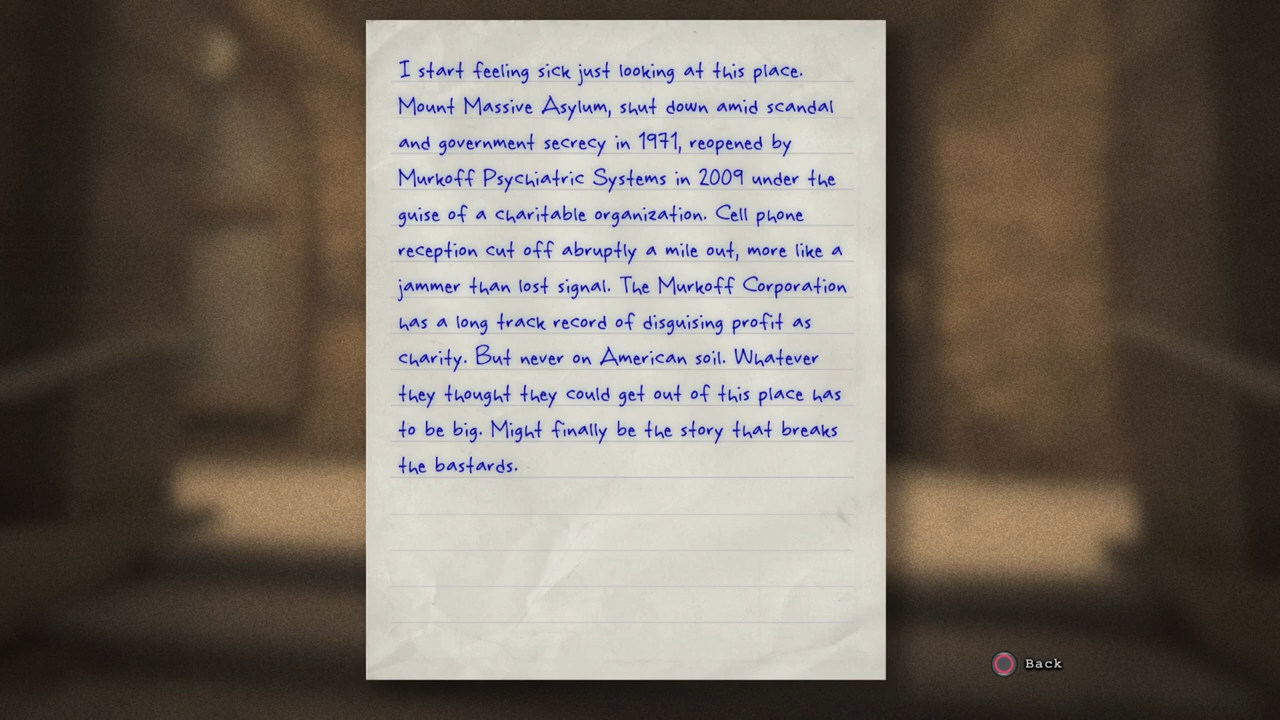 I start feeling sick just looking at this place.
Mount Massive Asylum, shut down amid scandal
and government secrecy in 1971, reopened by
Murkoff Psychiatric Systems in 2009 under the
guise of a charitable organization. Cell phone
reception cut off abruptly a mile out, more like a
jammer than lost signal. The Murkoff Corporation
has a long track record of disguising profit as
charity. But never on American soil. Whatever
they thought they could get out of this place has
to be big. Might finally be the story that breaks
the bastards.
Back